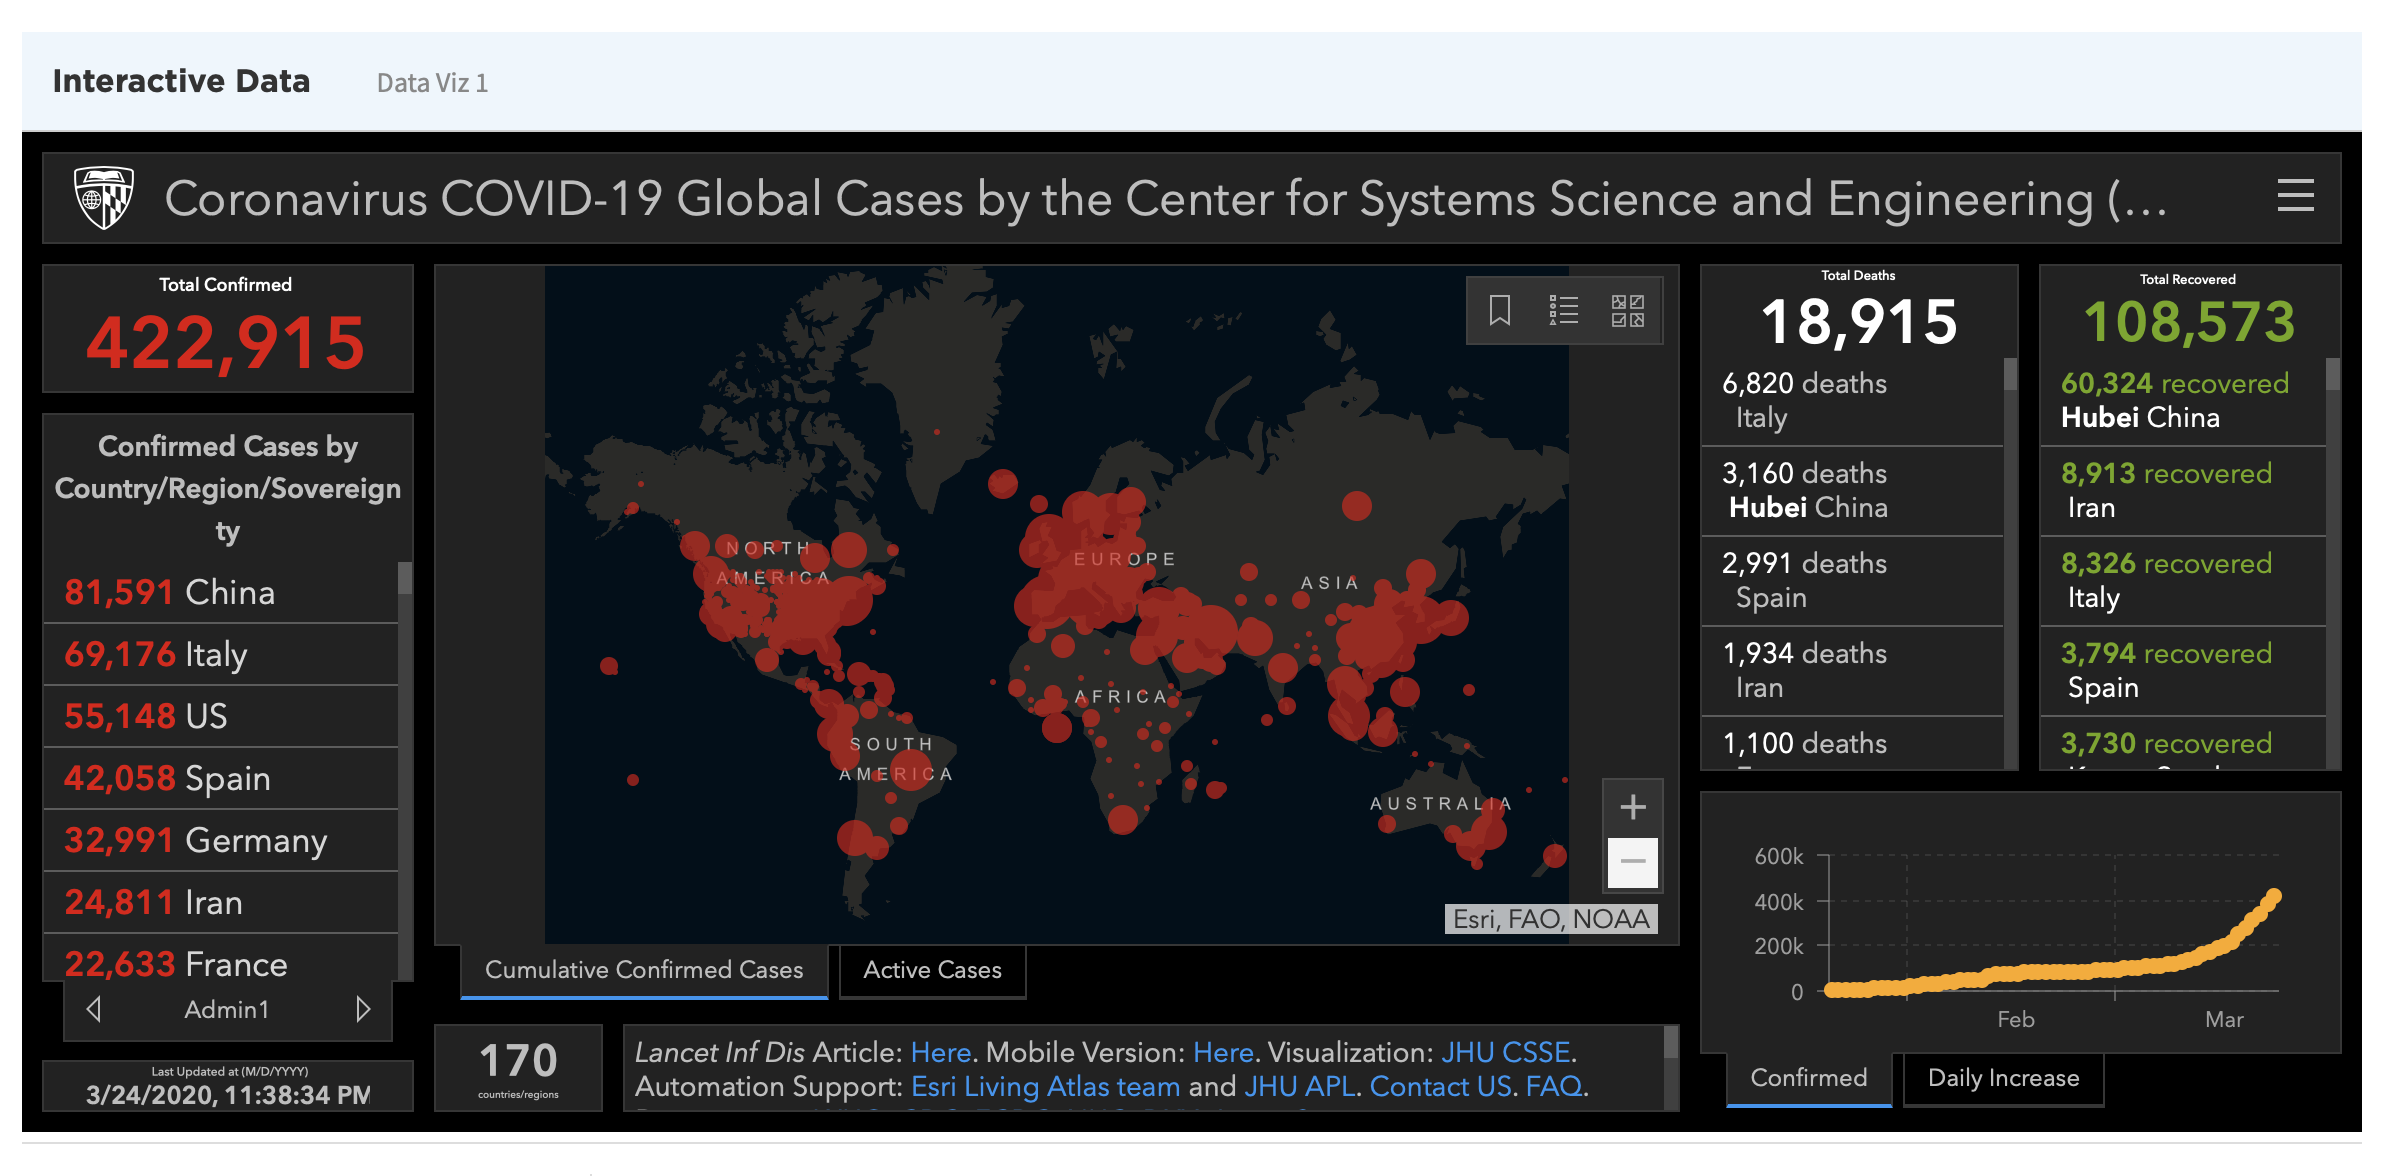 Interactive Data
Data Viz 1
Coronavirus COVID-19 Global Cases by the Center for Systems Science and Engineering (...
Total Confirmed
422,915
Confirmed Cases by
Country/Region/Sovereign
ty
81,591 China
69,176 Italy
55,148 US
42,058 Spain
32,991 Germany
24,811 Iran
22,633 France
Admin1
Last Updated at (M/D/YYYY)
3/24/2020, 11:38:34 PM
NORTH
AMERICA
EUROPE
ASIA
AFRICA
SOUTH
AMERICA
AUSTRALIA
+
−
Esri, FAO, NOAA
Cumulative Confirmed Cases
Active Cases
170
countries/regions
Lancet Inf Dis Article: Here. Mobile Version: Here. Visualization: JHU CSSE.
Automation Support: Esri Living Atlas team and JHU APL. Contact US. FAQ.
Total Deaths
18,915
6,820 deaths
Italy
3,160 deaths
Hubei China
2,991 deaths
Spain
1,934 deaths
Iran
1,100 deaths
Total Recovered
108,573
60,324 recovered
Hubei China
8,913 recovered
Iran
8,326 recovered
Italy
3,794 recovered
Spain
3,730 recovered
600k
400k
200k
0
Feb
Mar
Confirmed
Daily Increase